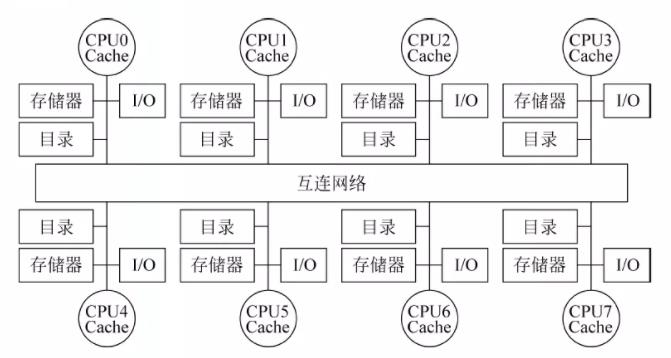 CPU0 CPU1 CPU2 CPU3
Cache Cache Cache Cache
存储器 I/O 存储器 I/O 存储器 I/O 存储器 I/O
目录 目录 目录 目录
互连网络
目录 目录 目录 目录
存储器 I/O 存储器 I/O 存储器 I/O 存储器 I/O
CPU4 CPU5 CPU6 CPU7
Cache Cache Cache Cache